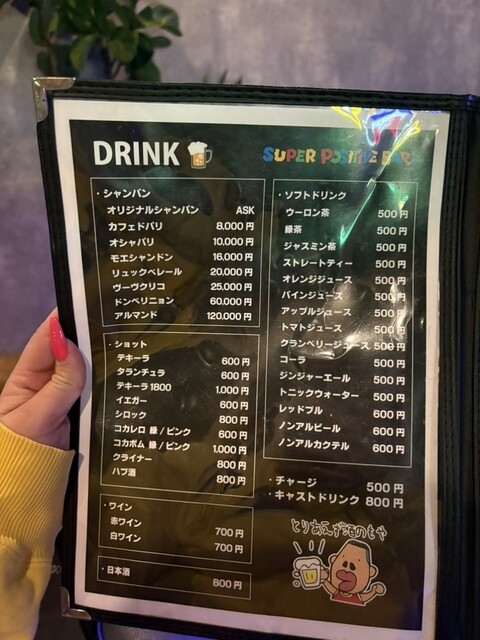 DRINK
SUPER POSITIVE BAR
・シャンパン
オリジナルシャンパン ASK
カフェドパリ 8,000円
オシャパリ 10,000円
モエシャンドン 16,000円
リュックベレール 20,000円
ヴーヴクリコ 25,000円
ドンペリニョン 60,000円
アルマンド 120,000円
・ショット
テキーラ 600円
タランチュラ 600円
テキーラ1800 1,000円
イエガー 600円
シロック 800円
コカレロ 緑/ピンク 600円
コカボム 緑/ピンク 1,000円
クライナー 800円
ハブ酒 800円
・ワイン
赤ワイン 700円
白ワイン 700円
・日本酒 800円
・ソフトドリンク
ウーロン茶 500円
緑茶 500円
ジャスミン茶 500円
ストレートティー 500円
オレンジジュース 500円
パインジュース 500円
アップルジュース 500円
トマトジュース 500円
クランベリージュース 500円
コーラ 500円
ジンジャーエール 500円
トニックウォーター 500円
レッドブル 600円
ノンアルビール 600円
ノンアルカクテル 600円
・チャージ 500円
・キャストドリンク 800円
とりあえず酒のもや